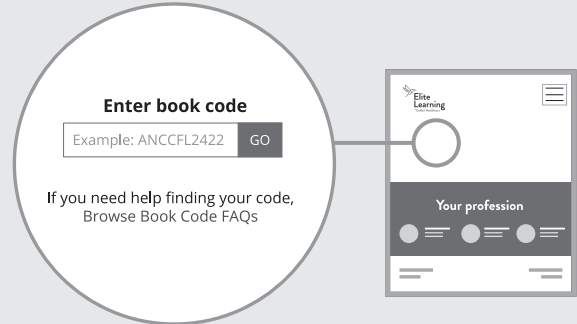 Enter book code
Example: ANCCFL2422 GO
If you need help finding your code,
Browse Book Code FAQs
Elite
Learning
Your profession